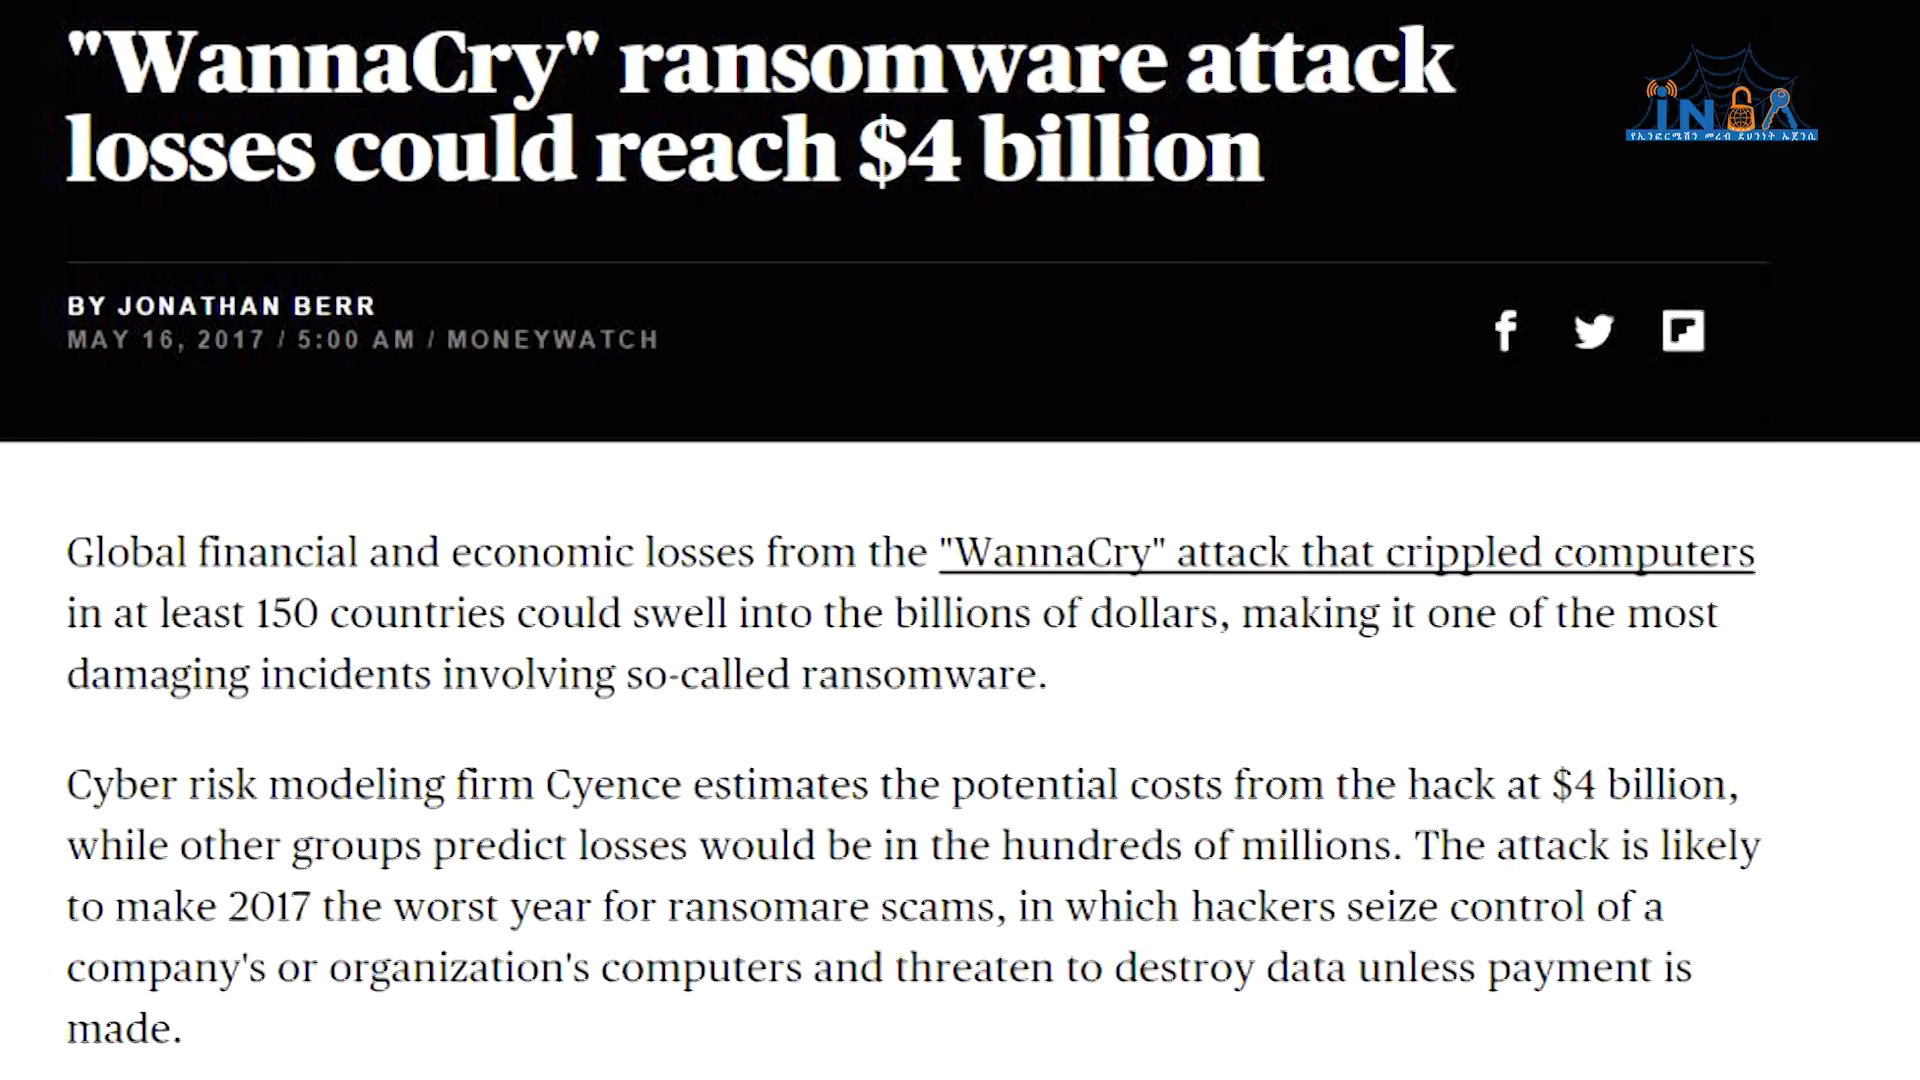 "WannaCry" ransomware attack
losses could reach $4 billion
INSA
የኢንፎርሜሽን መረብ ደህንነት ኤጀንሲ
BY JONATHAN BERR
MAY 16, 2017 / 5:00 AM / MONEYWATCH
Global financial and economic losses from the "WannaCry" attack that crippled computers
in at least 150 countries could swell into the billions of dollars, making it one of the most
damaging incidents involving so-called ransomware.
Cyber risk modeling firm Cyence estimates the potential costs from the hack at $4 billion,
while other groups predict losses would be in the hundreds of millions. The attack is likely
to make 2017 the worst year for ransomare scams, in which hackers seize control of a
company's or organization's computers and threaten to destroy data unless payment is
made.